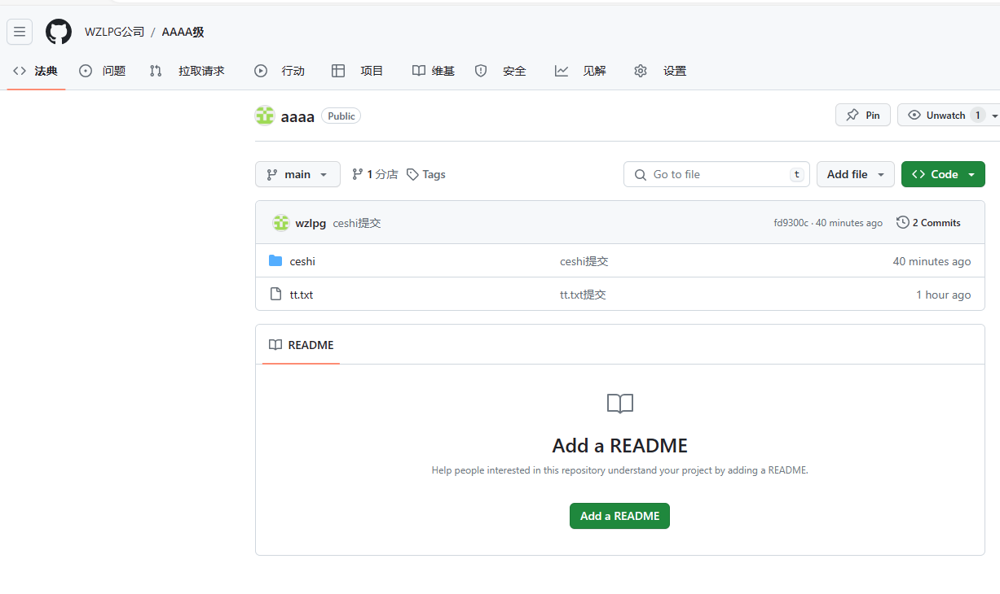 WZLPG公司 / AAAA级
法典 问题 拉取请求 行动 项目 维基 安全 见解 设置
aaaa Public Pin Unwatch 1
main 1 分店 Tags Go to file t Add file Code
wzlpg ceshi提交 fd9300c · 40 minutes ago 2 Commits
ceshi ceshi提交 40 minutes ago
tt.txt tt.txt提交 1 hour ago
README
Add a README
Help people interested in this repository understand your project by adding a README.
Add a README